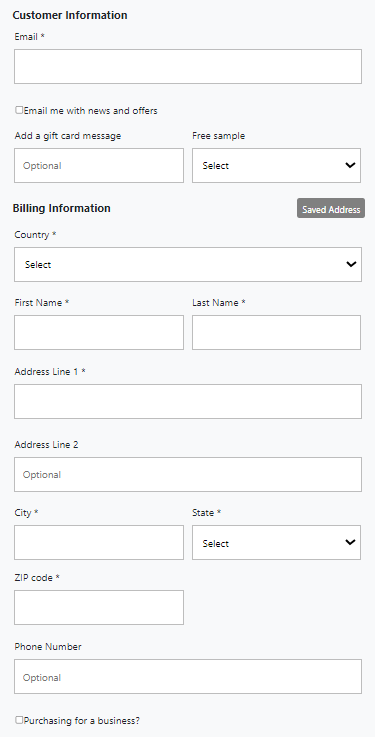 Customer Information
Email *
Email me with news and offers
Add a gift card message Free sample
Optional Select
Billing Information Saved Address
Country *
Select
First Name * Last Name *
Address Line 1 *
Address Line 2
Optional
City * State *
Select
ZIP code *
Phone Number
Optional
Purchasing for a business?